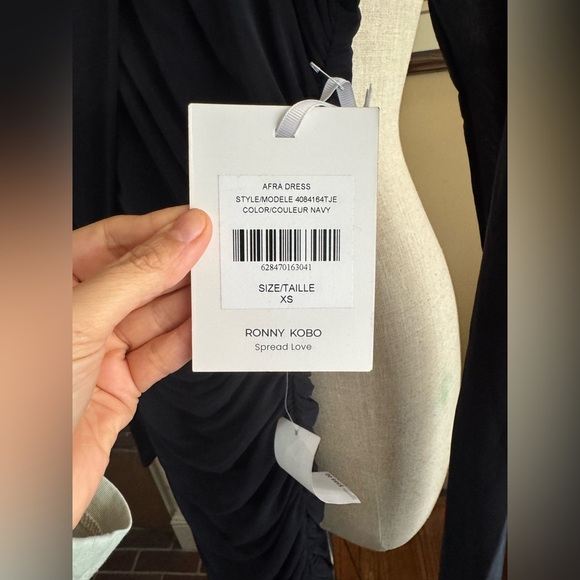 AFRA DRESS
STYLE/MODELE 4084164TJE
COLOR/COULEUR NAVY
628470163041
SIZE/TAILLE
XS
RONNY KOBO
Spread Love